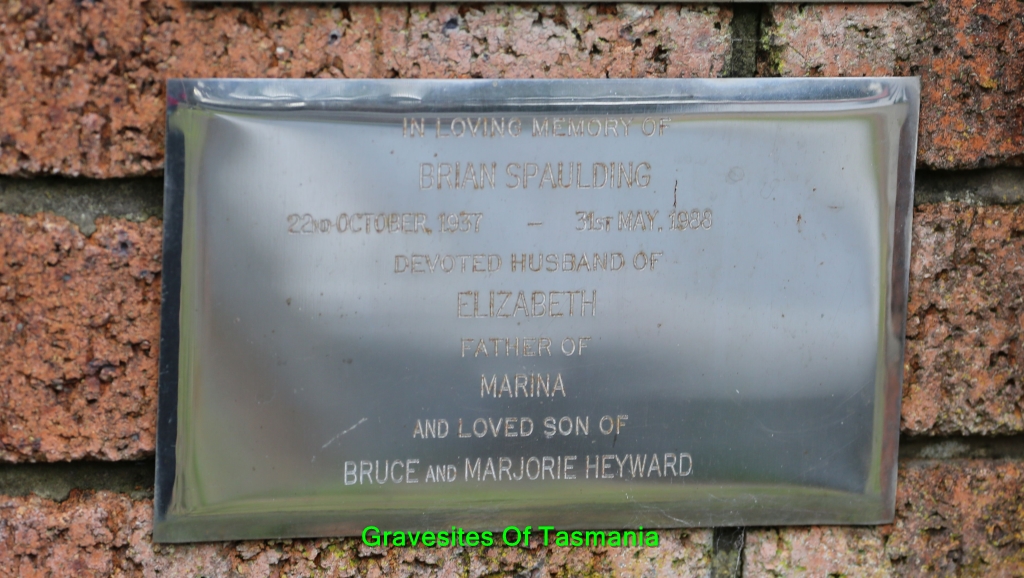 IN LOVING MEMORY OF
BRIAN SPAULDING
22ND OCTOBER, 1937 – 31ST MAY, 1988
DEVOTED HUSBAND OF
ELIZABETH
FATHER OF
MARINA
AND LOVED SON OF
BRUCE AND MARJORIE HEYWARD
Gravesites Of Tasmania